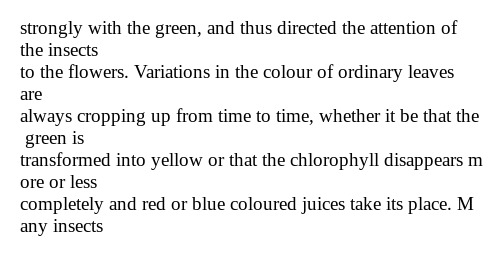 strongly with the green, and thus directed the attention of
the insects
to the flowers. Variations in the colour of ordinary leaves
are
always cropping up from time to time, whether it be that the
green is
transformed into yellow or that the chlorophyll disappears m
ore or less
completely and red or blue coloured juices take its place. M
any insects